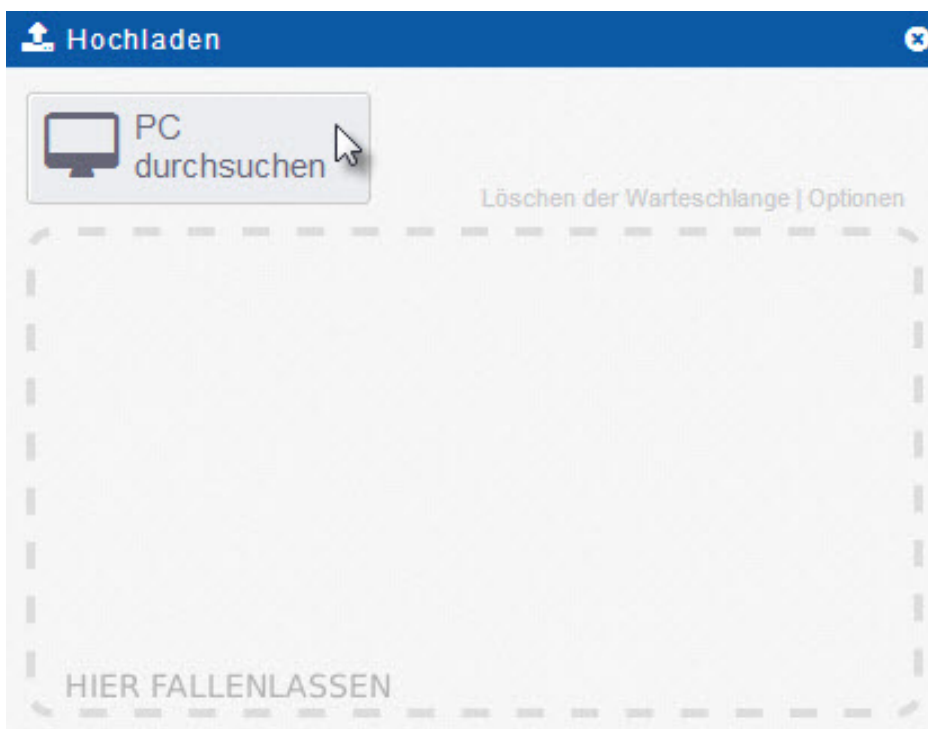 Hochladen
PC
durchsuchen
Löschen der Warteschlange | Optionen
HIER FALLENLASSEN